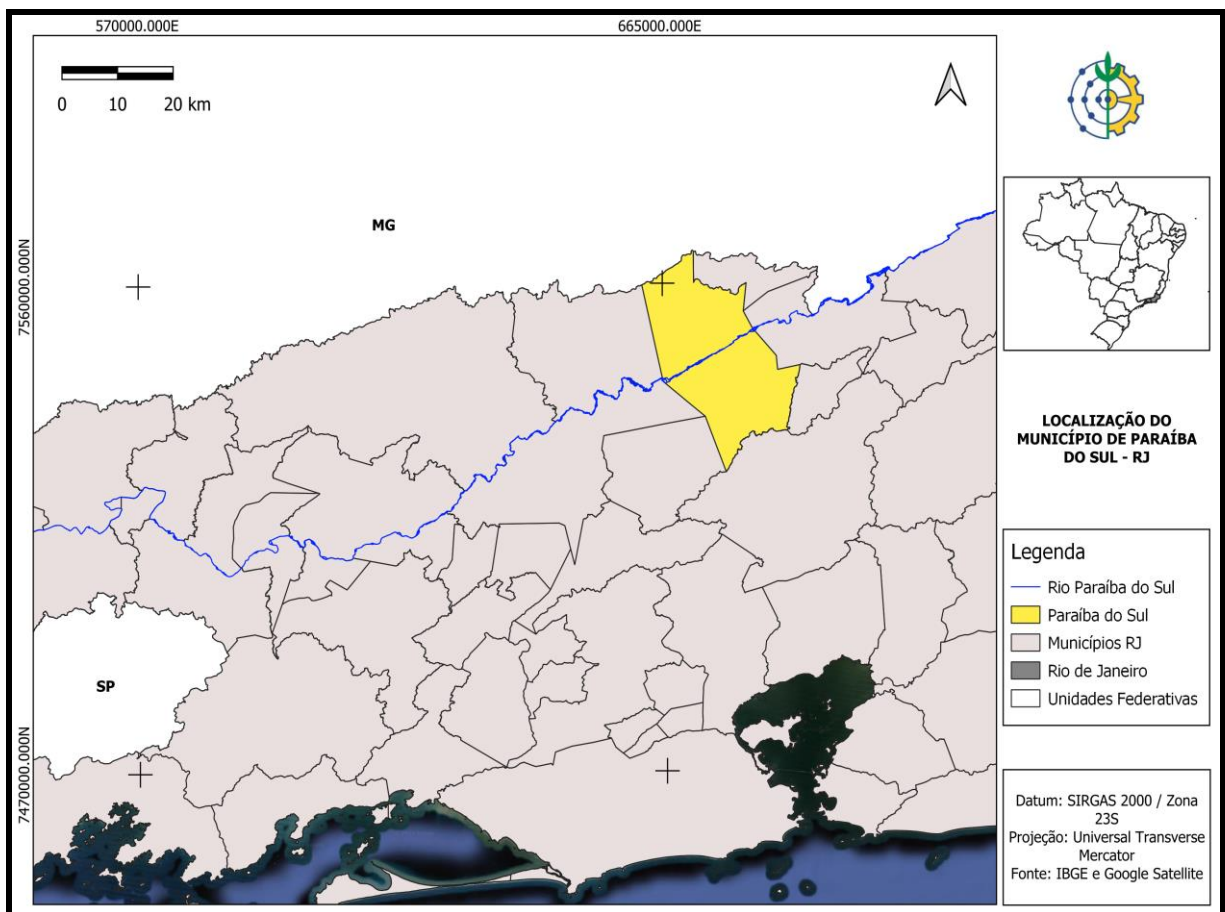 570000.000E
665000.000E
0 10 20 km
MG
7560000.000N
SP
7470000.000N
LOCALIZAÇÃO DO
MUNICÍPIO DE PARAÍBA
DO SUL - RJ
Legenda
Rio Paraíba do Sul
Paraíba do Sul
Municípios RJ
Rio de Janeiro
Unidades Federativas
Datum: SIRGAS 2000 / Zona
23S
Projeção: Universal Transverse
Mercator
Fonte: IBGE e Google Satellite